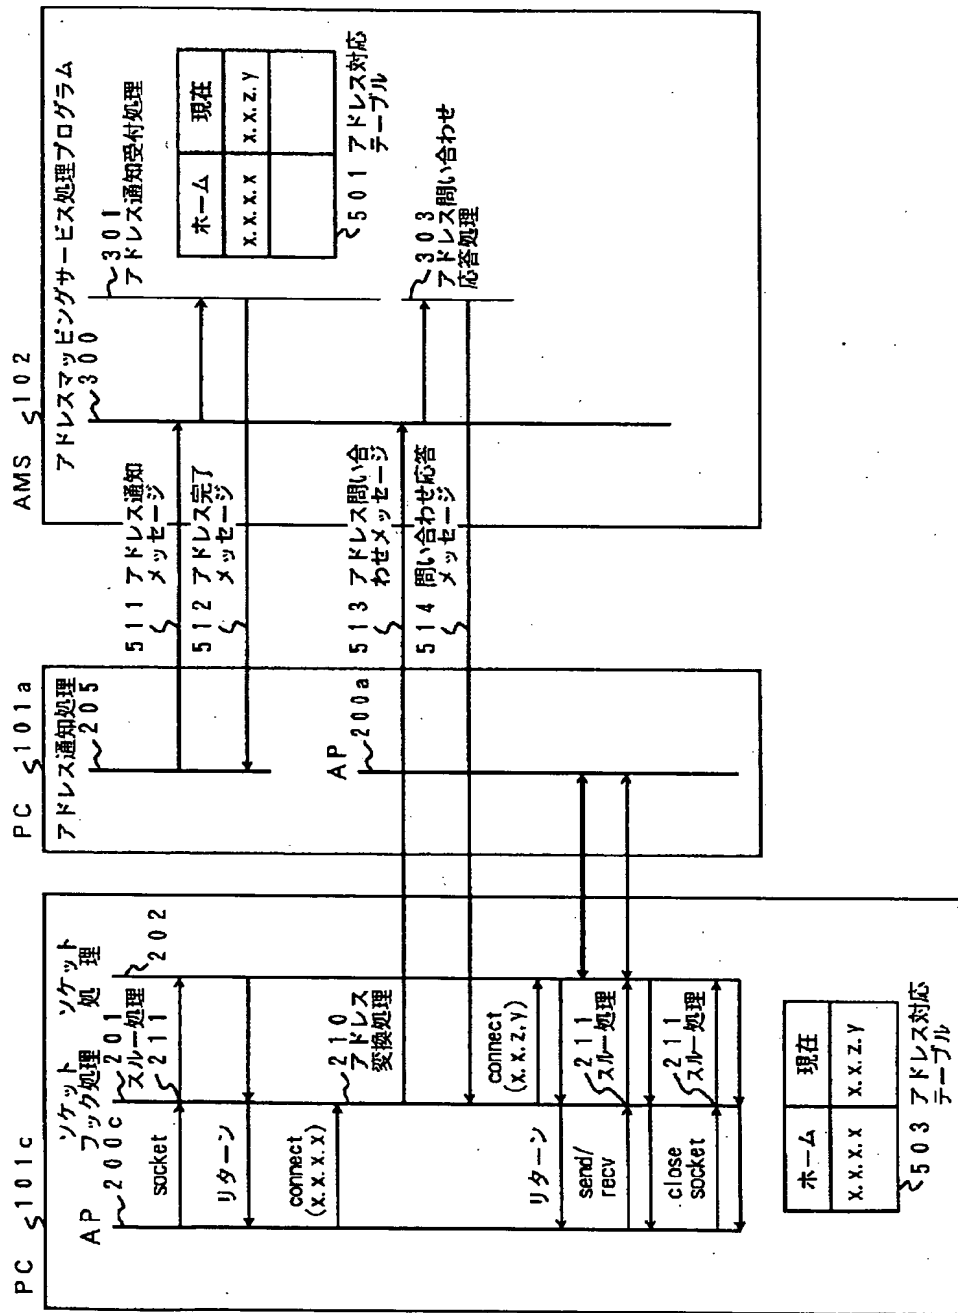 PC 101c
AP
200c
ソケット
フック処理
201
ソケット
処理
202
スルー処理
211
socket
リターン
connect
(x.x.x.x)
210
アドレス
変換処理
connect
(x.x.z.y)
リターン
211
スルー処理
send/
recv
211
スルー処理
close
socket
ホーム 現在
x.x.x.x x.x.z.y
503 アドレス対応
テーブル
PC 101a
アドレス通知処理
205
AP
200a
511 アドレス通知
メッセージ
512 アドレス完了
メッセージ
513 アドレス問い合
わせメッセージ
514 問い合わせ応答
メッセージ
AMS 102
アドレスマッピングサービス処理プログラム
300
301
アドレス通知受付処理
ホーム 現在
x.x.x.x x.x.z.y
501 アドレス対応
テーブル
303
アドレス問い合わせ
応答処理